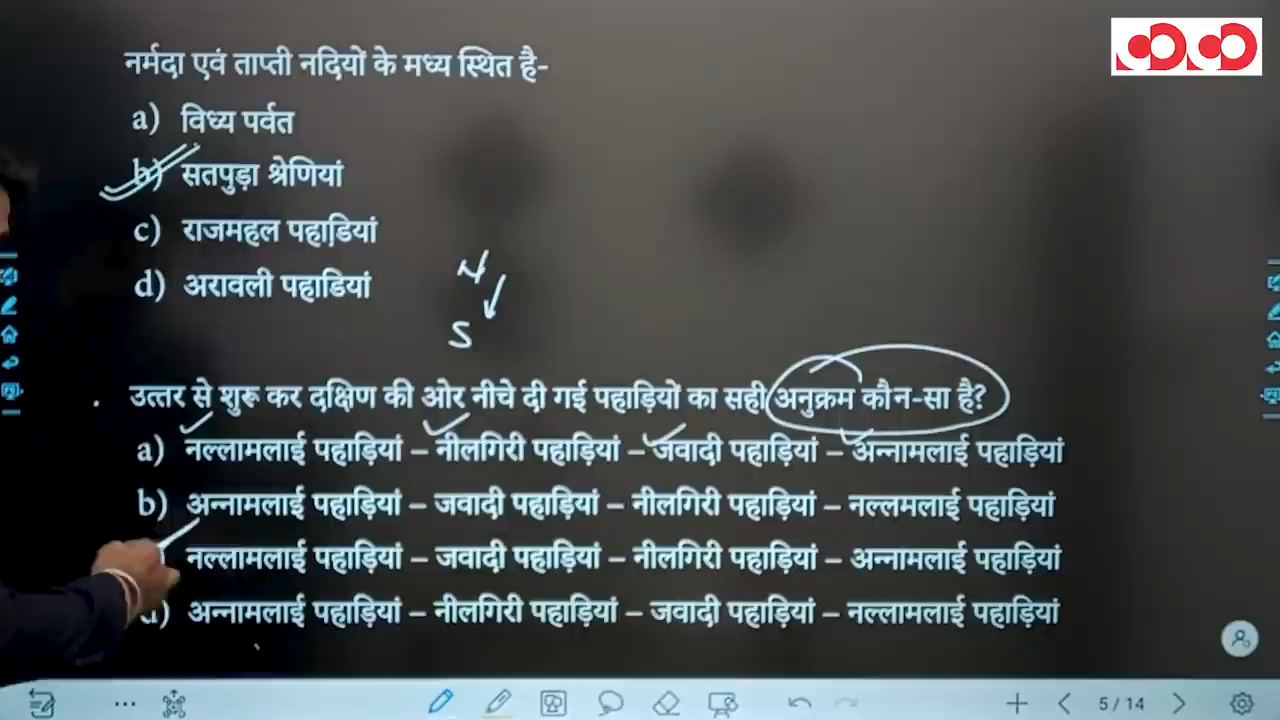 नर्मदा एवं ताप्ती नदियों के मध्य स्थित है-
a) विध्य पर्वत
b) सतपुड़ा श्रेणियां
c) राजमहल पहाडि़यां
d) अरावली पहाडियां
N
S
उत्तर से शुरू कर दक्षिण की ओर नीचे दी गई पहाड़ियों का सही अनुक्रम कौन-सा है?
a) नल्लामलाई पहाड़ियां – नीलगिरी पहाड़ियां – जवादी पहाड़ियां – अन्नामलाई पहाड़ियां
b) अन्नामलाई पहाड़ियां – जवादी पहाड़ियां – नीलगिरी पहाड़ियां – नल्लमलाई पहाड़ियां
नल्लामलाई पहाड़ियां – जवादी पहाड़ियां – नीलगिरी पहाड़ियां – अन्नामलाई पहाड़ियां
d) अन्नामलाई पहाड़ियां – नीलगिरी पहाड़ियां – जवादी पहाड़ियां – नल्लामलाई पहाड़ियां
5 / 14